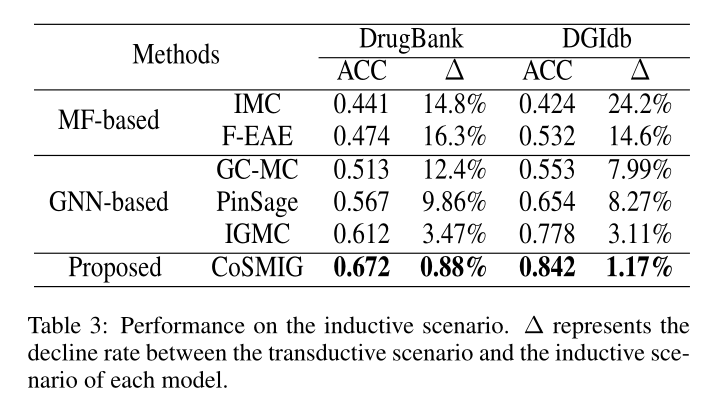 Methods DrugBank DGIdb
ACC Δ ACC Δ
MF-based IMC 0.441 14.8% 0.424 24.2%
F-EAE 0.474 16.3% 0.532 14.6%
GNN-based GC-MC 0.513 12.4% 0.553 7.99%
PinSage 0.567 9.86% 0.654 8.27%
IGMC 0.612 3.47% 0.778 3.11%
Proposed CoSMIG 0.672 0.88% 0.842 1.17%
Table 3: Performance on the inductive scenario. Δ represents the
decline rate between the transductive scenario and the inductive sce-
nario of each model.